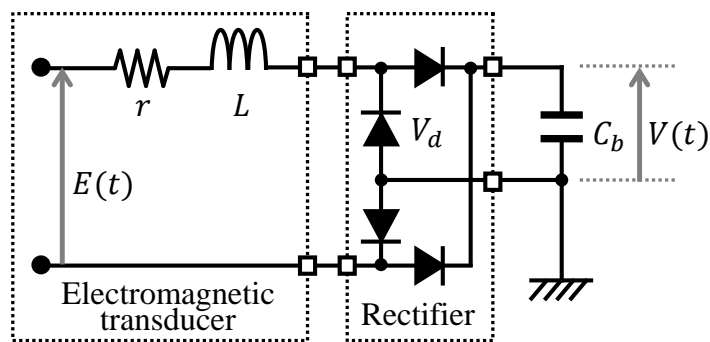 r
L
E(t)
V_d
C_b
V(t)
Electromagnetic
transducer
Rectifier